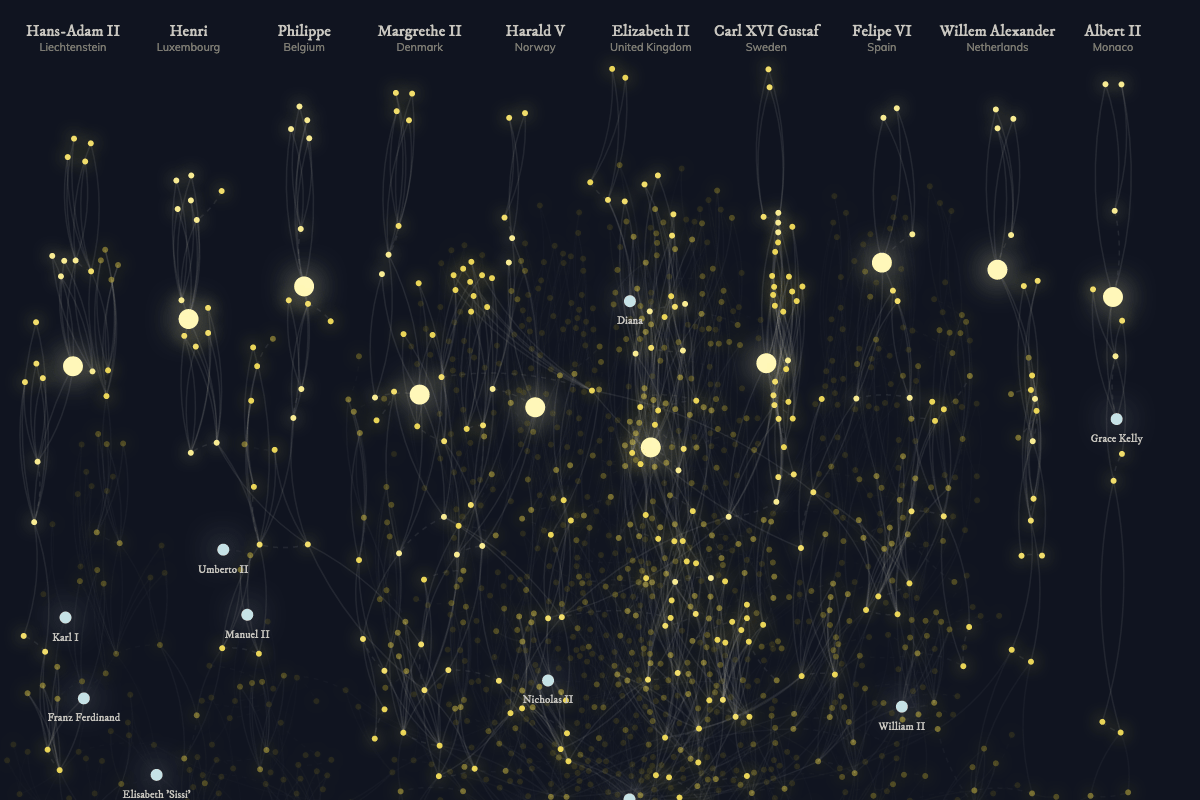 Hans-Adam II
Liechtenstein
Henri
Luxembourg
Philippe
Belgium
Margrethe II
Denmark
Harald V
Norway
Elizabeth II
United Kingdom
Carl XVI Gustaf
Sweden
Felipe VI
Spain
Willem Alexander
Netherlands
Albert II
Monaco
Diana
Grace Kelly
Umberto II
Karl I
Manuel II
Nicholas II
Franz Ferdinand
William II
Elisabeth 'Sissi'